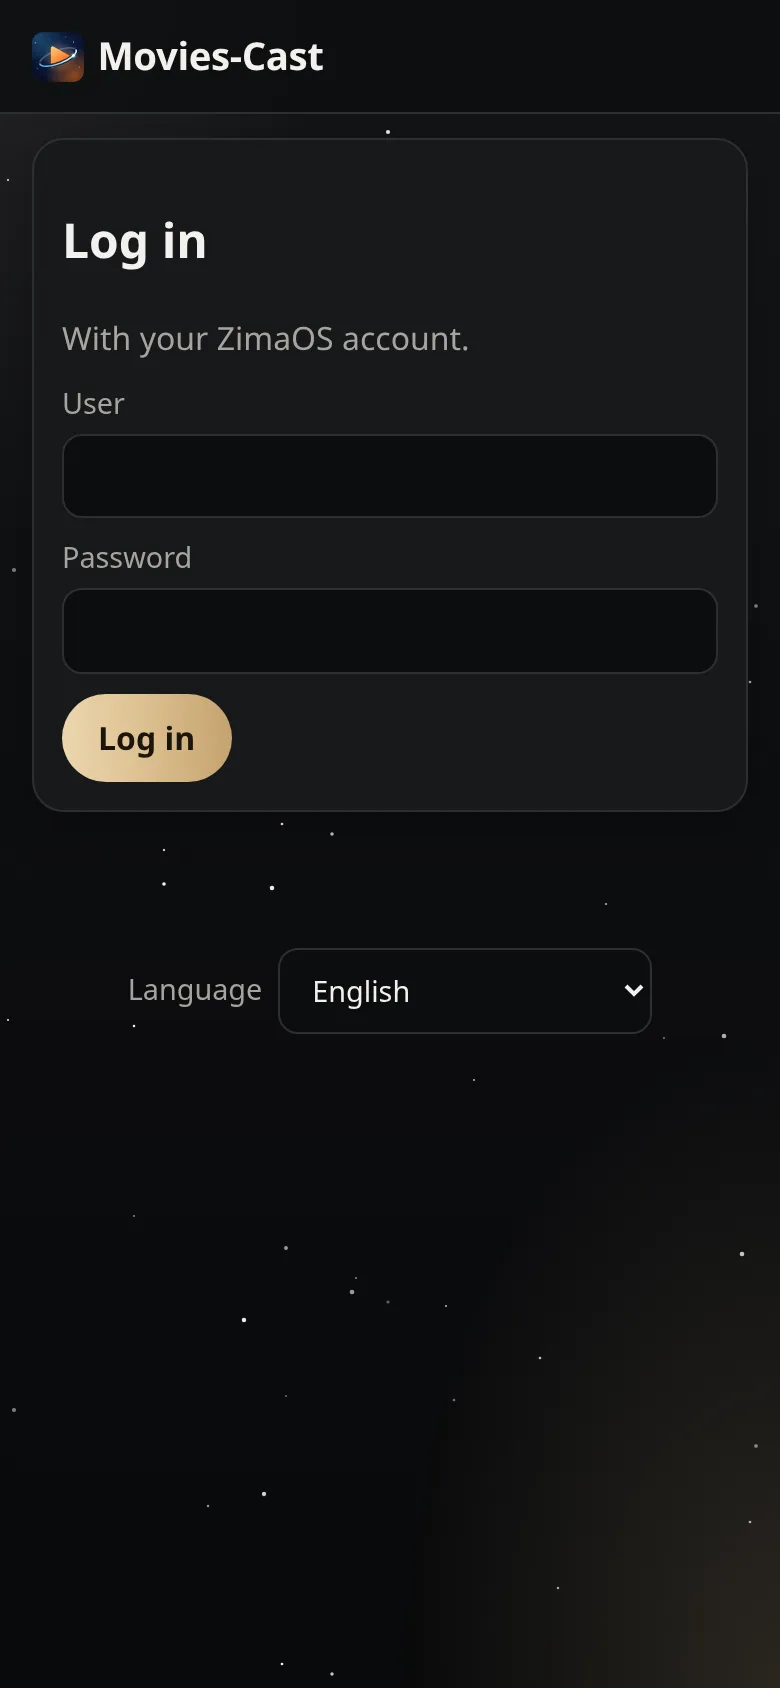 Movies-Cast
Log in
With your ZimaOS account.
User
Password
Log in
Language
English